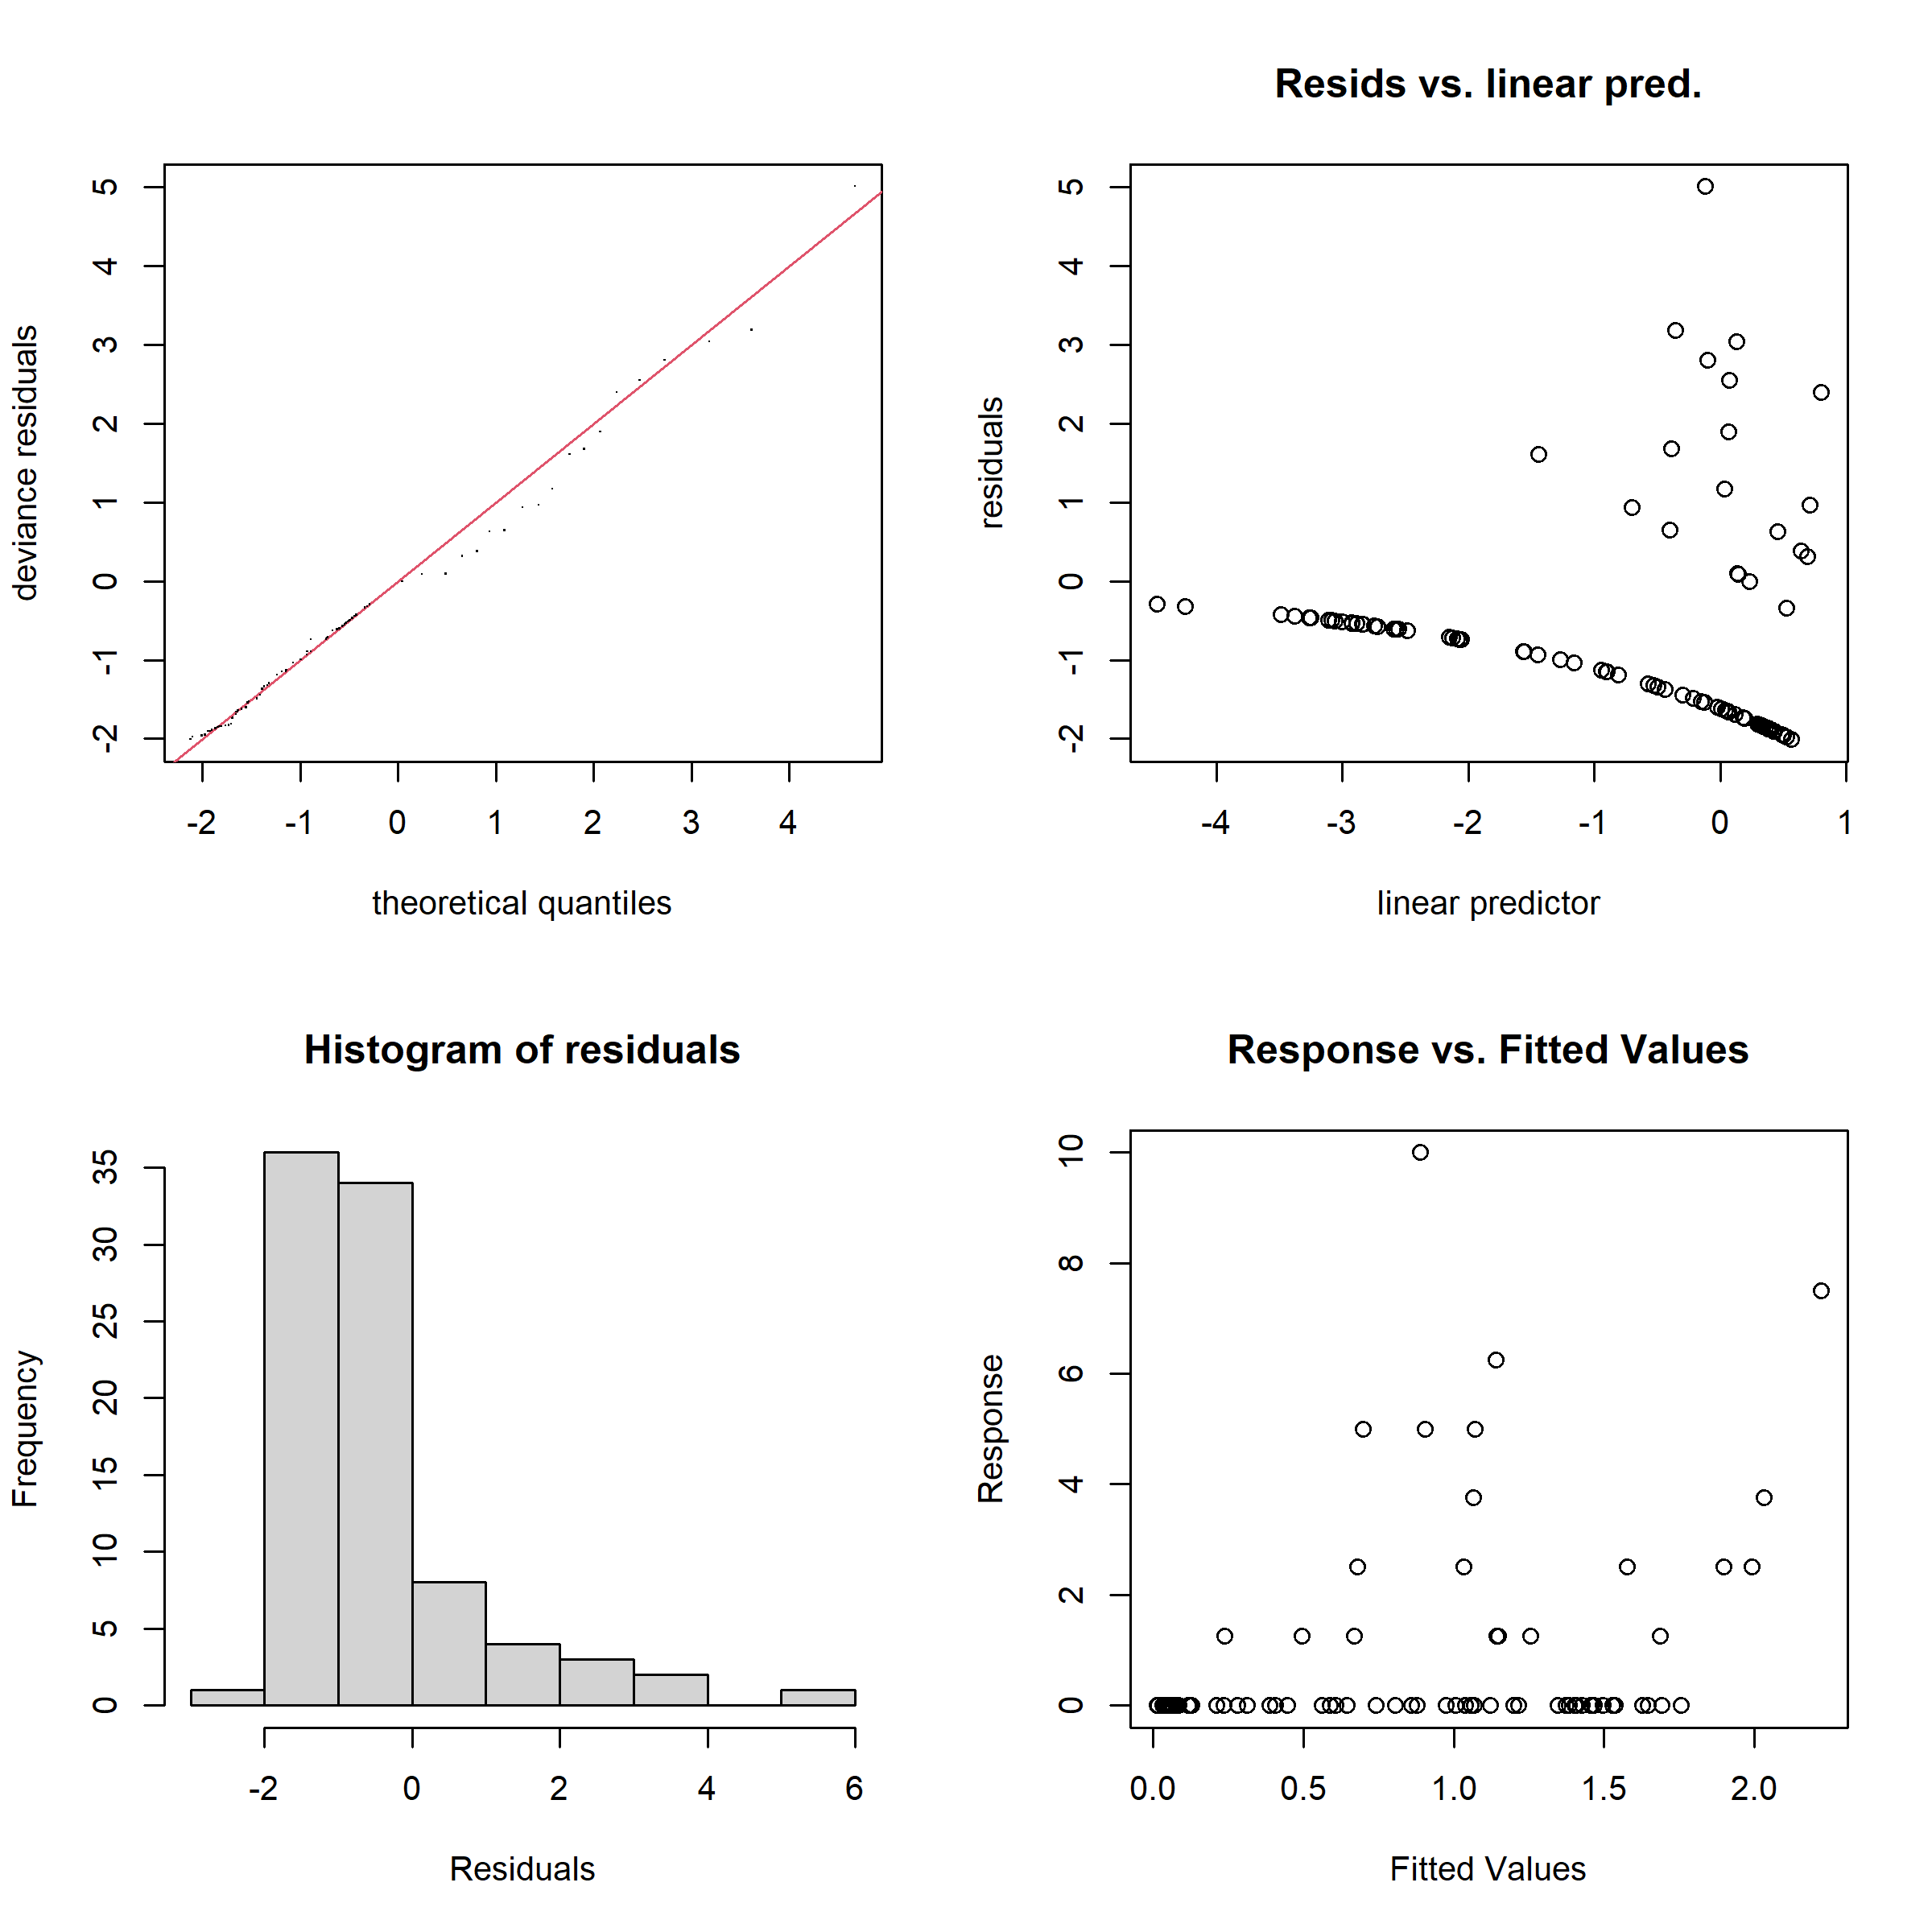 deviance residuals
5
4
3
2
1
0
-1
-2
-2 -1 0 1 2 3 4
theoretical quantiles
Resids vs. linear pred.
residuals
5
4
3
2
1
0
-1
-2
-4 -3 -2 -1 0 1
linear predictor
Histogram of residuals
Frequency
35
30
25
20
15
10
5
0
-2 0 2 4 6
Residuals
Response vs. Fitted Values
Response
10
8
6
4
2
0
0.0 0.5 1.0 1.5 2.0
Fitted Values